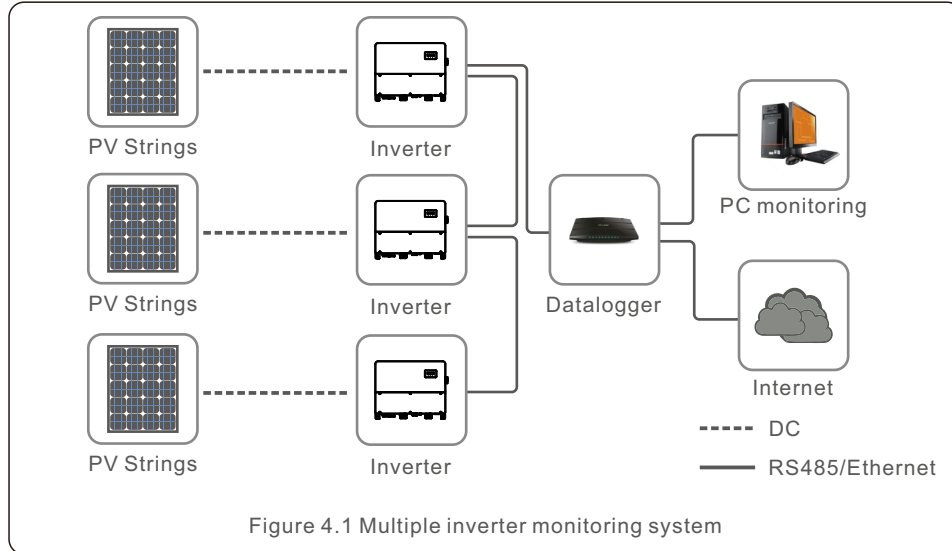 PV Strings
Inverter
PC monitoring
PV Strings
Inverter
Datalogger
Internet
PV Strings
Inverter
DC
RS485/Ethernet
Figure 4.1 Multiple inverter monitoring system